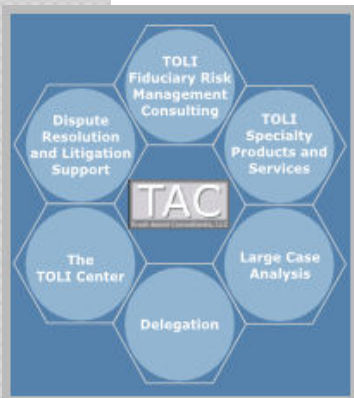 TOLI
Fiduciary Risk
Management
Consulting
Dispute
Resolution
and Litigation
Support
TOLI
Specialty
Products and
Services
TAC
The
TOLI Center
Large Case
Analysis
Delegation